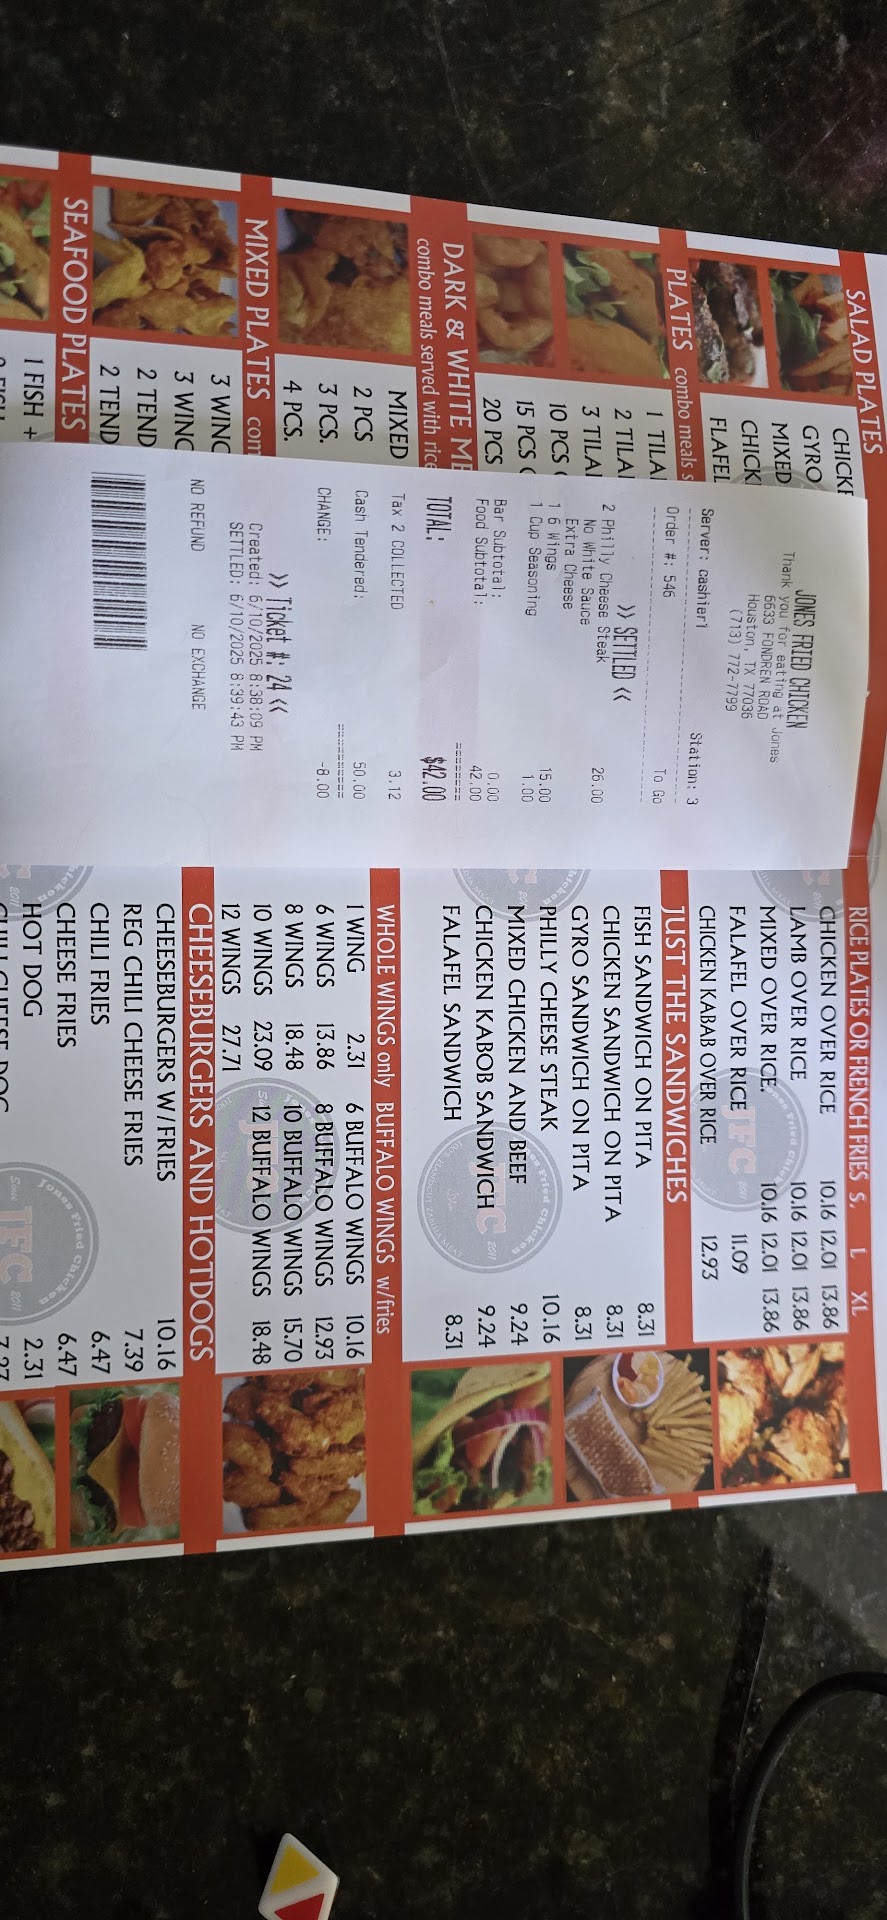 SALAD PLATES
CHICKE
GYRO
MIXED
CHICK
FLAFEL
PLATES combo meals s
1 TILA
2 TILA
3 TILA
10 PCS
15 PCS
20 PCS
DARK & WHITE ME
combo meals served with rice
MIXED
2 PCS
3 PCS.
4 PCS.
MIXED PLATES com
3 WING
3 WING
2 TEND
2 TEND
SEAFOOD PLATES
1 FISH +
JONES FRIED CHICKEN
Thank you for eating at Jones
6633 FONDREN ROAD
Houston, TX 77036
(713) 772-7799
Server: cashier1 Station: 3
Order #: 546 To Go
>> SETTLED <<
2 Philly Cheese Steak 26.00
No White Sauce
Extra Cheese
1 6 Wings 15.00
1 Cup Seasoning 1.00
Bar Subtotal: 0.00
Food Subtotal: 42.00
TOTAL: $42.00
Tax 2 COLLECTED 3.12
Cash Tendered: 50.00
CHANGE: -8.00
>> Ticket #: 24 <<
Created: 6/10/2025 8:38:09 PM
SETTLED: 6/10/2025 8:39:43 PM
NO REFUND NO EXCHANGE
RICE PLATES OR FRENCH FRIES S. L XL
CHICKEN OVER RICE 10.16 12.01 13.86
LAMB OVER RICE 10.16 12.01 13.86
MIXED OVER RICE. 10.16 12.01 13.86
FALAFEL OVER RICE 11.09
CHICKEN KABAB OVER RICE 12.93
JUST THE SANDWICHES
FISH SANDWICH ON PITA 8.31
CHICKEN SANDWICH ON PITA 8.31
GYRO SANDWICH ON PITA 8.31
PHILLY CHEESE STEAK 10.16
MIXED CHICKEN AND BEEF 9.24
CHICKEN KABOB SANDWICH 9.24
FALAFEL SANDWICH 8.31
WHOLE WINGS only BUFFALO WINGS w/fries
1 WING 2.31 6 BUFFALO WINGS 10.16
6 WINGS 13.86 8 BUFFALO WINGS 12.93
8 WINGS 18.48 10 BUFFALO WINGS 15.70
10 WINGS 23.09 12 BUFFALO WINGS 18.48
12 WINGS 27.71
CHEESEBURGERS AND HOTDOGS
CHEESEBURGERS W/FRIES 10.16
REG CHILI CHEESE FRIES 7.39
CHILI FRIES 6.47
CHEESE FRIES 6.47
HOT DOG 2.31
Jones Fried Chicken
Since JFC 2011